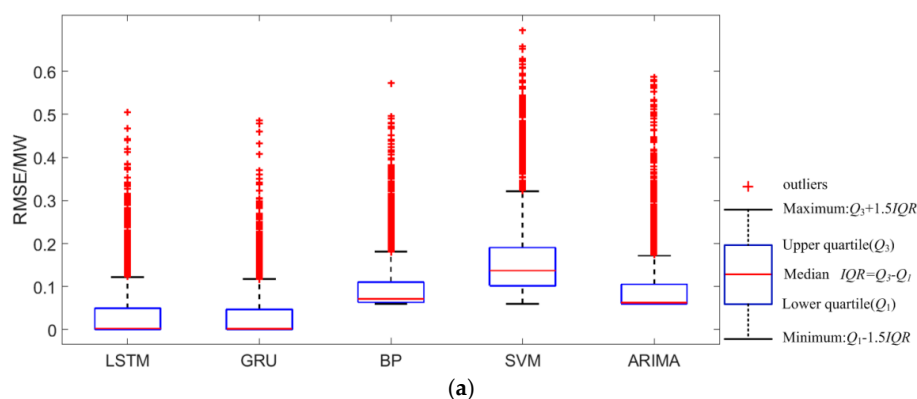 0.6
0.5
0.4
0.3
0.2
0.1
0
RMSE/MW
LSTM GRU BP SVM ARIMA
outliers
Maximum:Q3+1.5IQR
Upper quartile(Q3)
Median IQR=Q3-Q1
Lower quartile(Q1)
Minimum:Q1-1.5IQR
(a)